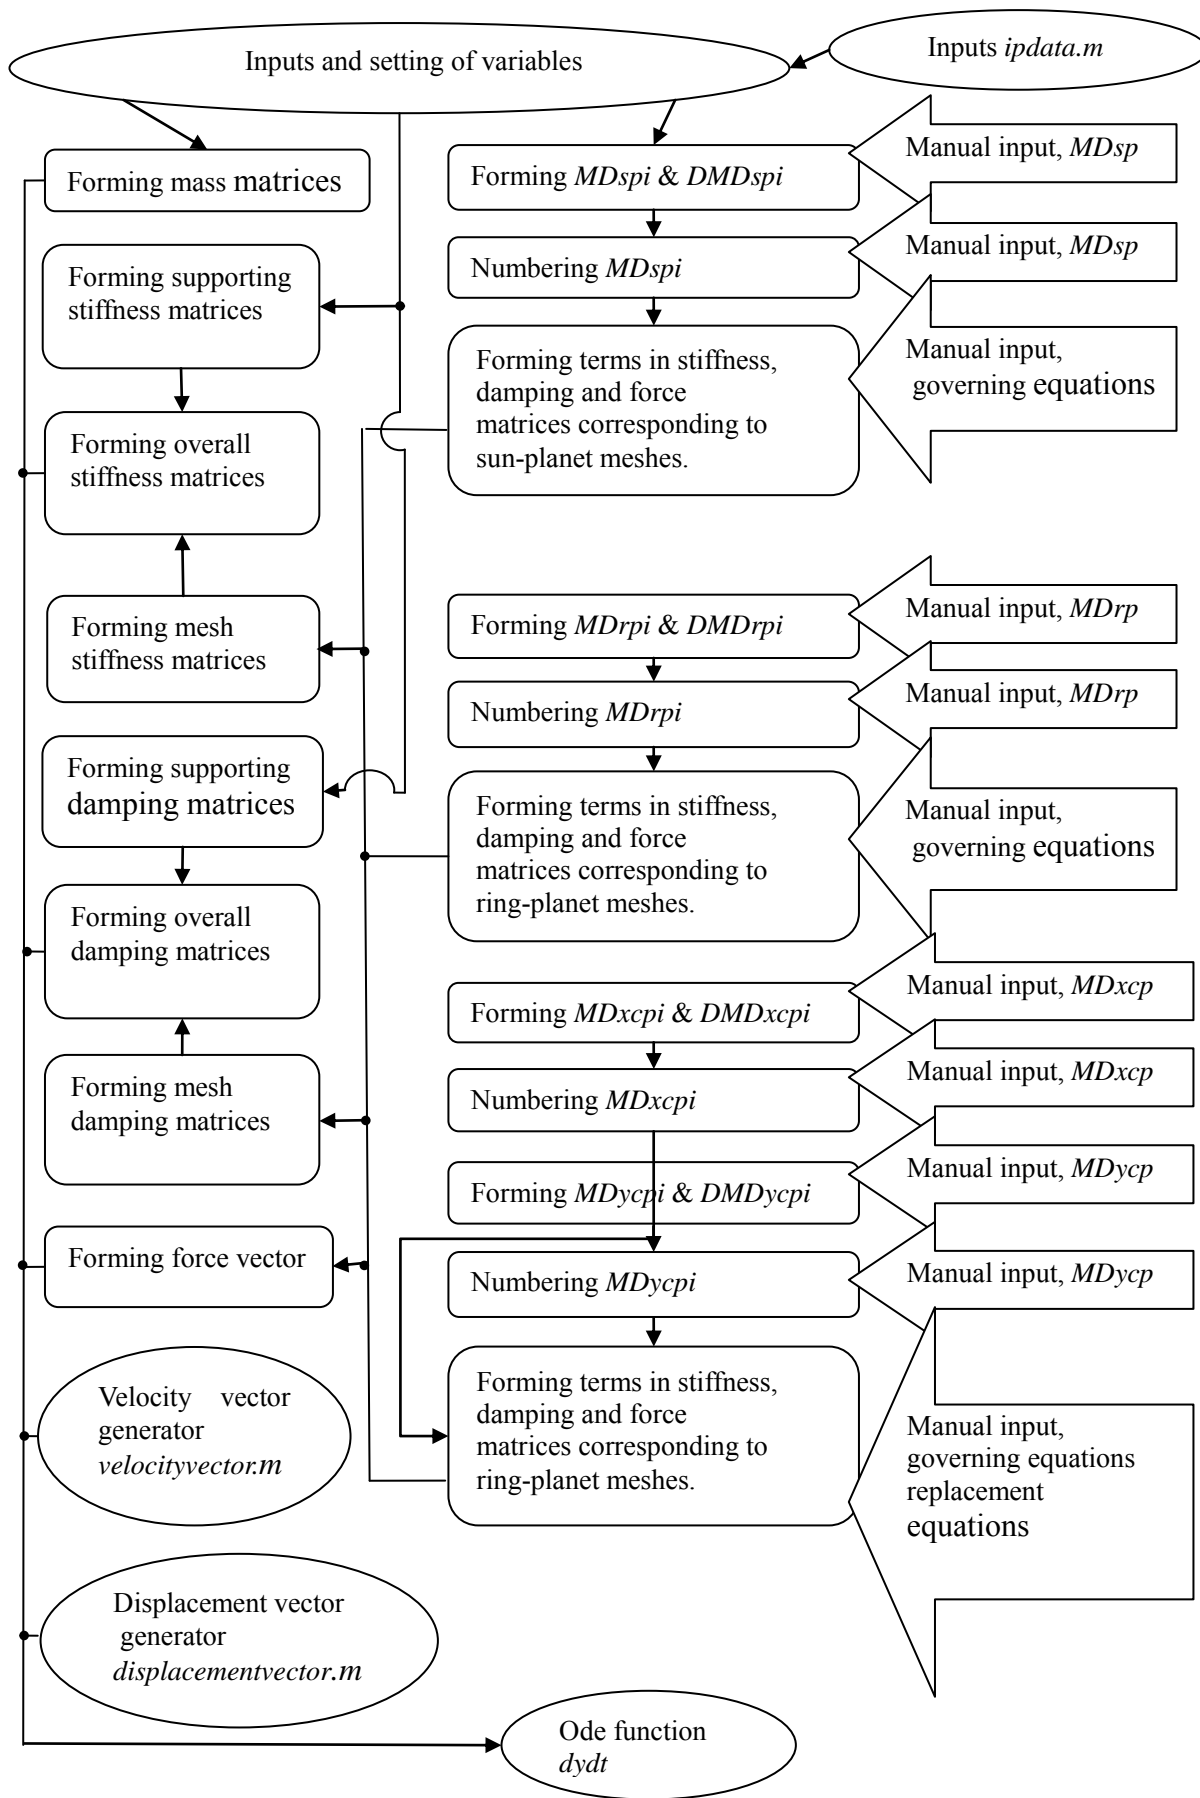 Inputs and setting of variables
Inputs ipdata.m
Forming mass matrices
Forming supporting
stiffness matrices
Forming overall
stiffness matrices
Forming mesh
stiffness matrices
Forming supporting
damping matrices
Forming overall
damping matrices
Forming mesh
damping matrices
Forming force vector
Velocity vector
generator
velocityvector.m
Displacement vector
generator
displacementvector.m
Forming MDspi & DMDspi
Numbering MDspi
Forming terms in stiffness,
damping and force
matrices corresponding to
sun-planet meshes.
Forming MDrpi & DMDrpi
Numbering MDrpi
Forming terms in stiffness,
damping and force
matrices corresponding to
ring-planet meshes.
Forming MDxcpi & DMDxcpi
Numbering MDxcpi
Forming MDycpi & DMDycpi
Numbering MDycpi
Forming terms in stiffness,
damping and force
matrices corresponding to
ring-planet meshes.
Ode function
dydt
Manual input, MDsp
Manual input, MDsp
Manual input,
governing equations
Manual input, MDrp
Manual input, MDrp
Manual input,
governing equations
Manual input, MDxcp
Manual input, MDxcp
Manual input, MDycp
Manual input, MDycp
Manual input,
governing equations
replacement
equations